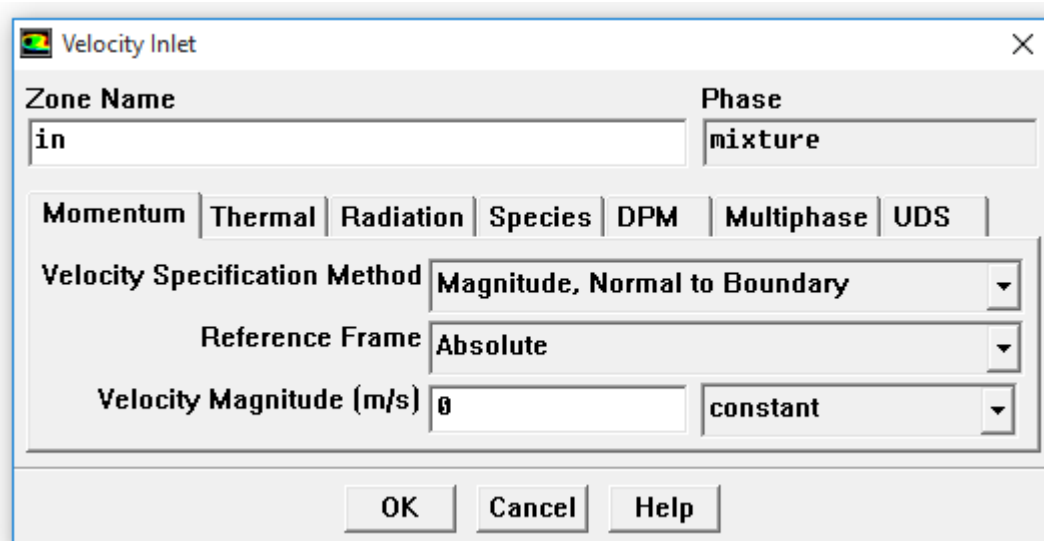 Velocity Inlet
Zone Name Phase
in mixture
Momentum Thermal Radiation Species DPM Multiphase UDS
Velocity Specification Method Magnitude, Normal to Boundary
Reference Frame Absolute
Velocity Magnitude (m/s) 0 constant
OK Cancel Help